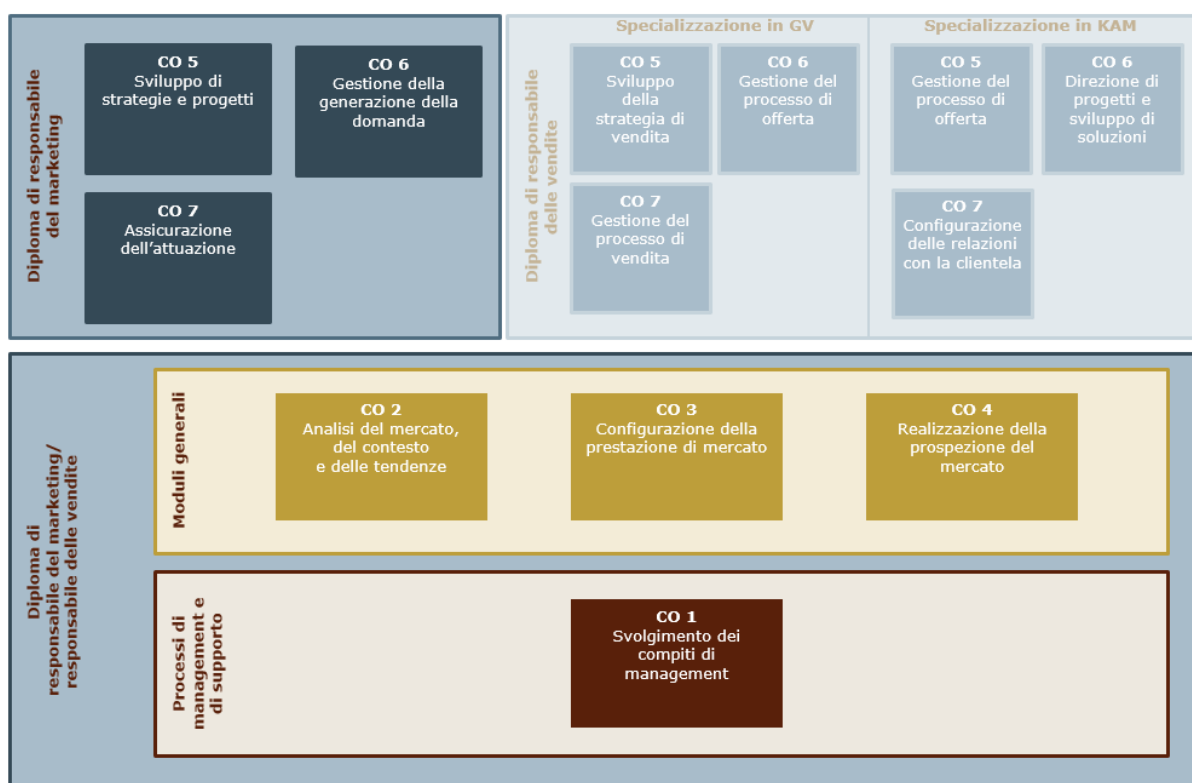 Diploma di responsabile
del marketing
CO 5
Sviluppo di
strategie e progetti
CO 6
Gestione della
generazione della
domanda
CO 7
Assicurazione
dell’attuazione
Diploma di responsabile
delle vendite
Specializzazione in GV
CO 5
Sviluppo
della
strategia di
vendita
CO 6
Gestione del
processo di
offerta
CO 7
Gestione del
processo di
vendita
Specializzazione in KAM
CO 5
Gestione del
processo di
offerta
CO 6
Direzione di
progetti e
sviluppo di
soluzioni
CO 7
Configurazione
delle relazioni
con la clientela
Diploma di
responsabile del marketing/
responsabile delle vendite
Moduli generali
CO 2
Analisi del mercato,
del contesto
e delle tendenze
CO 3
Configurazione della
prestazione di mercato
CO 4
Realizzazione della
prospezione del
mercato
Processi di
management e
di supporto
CO 1
Svolgimento dei
compiti di
management